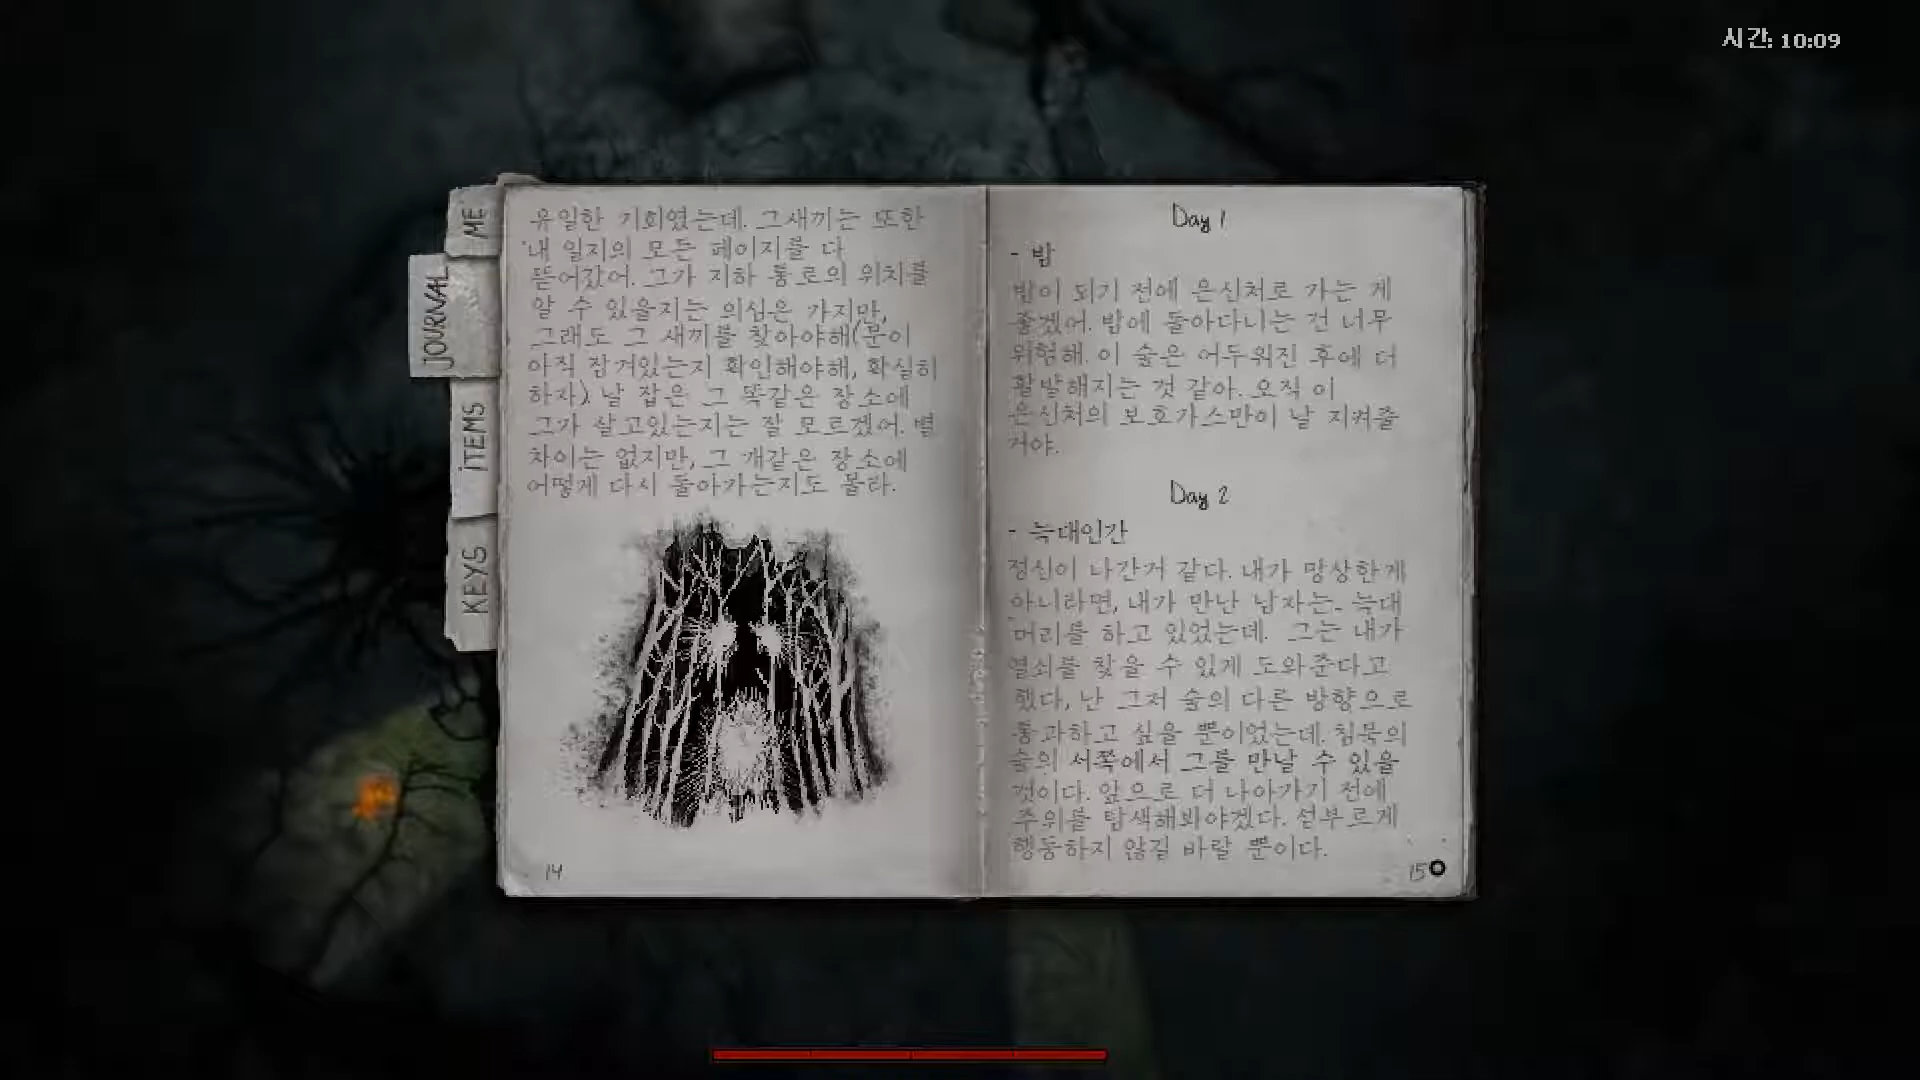 시간: 10:09
ME
JOURNAL
ITEMS
KEYS
유일한 기회였는데. 그새끼는 또한
내 일지의 모든 페이지를 다
뜯어갔어. 그가 지하 통로의 위치를
알 수 있을지는 의심은 가지만,
그래도 그 새끼를 찾아야해(문이
아직 잠겨있는지 확인해야해, 확실히
하자). 날 잡은 그 똑같은 장소에
그가 살고있는지는 잘 모르겠어. 별
차이는 없지만, 그 개같은 장소에
어떻게 다시 돌아가는지도 몰라.
14
Day 1
- 밤
밤이 되기 전에 은신처로 가는 게
좋겠어. 밤에 돌아다니는 건 너무
위험해. 이 숲은 어두워진 후에 더
활발해지는 것 같아. 오직 이
은신처의 보호가스만이 날 지켜줄
거야.
Day 2
- 늑대인간
정신이 나간거 같다. 내가 망상한게
아니라면, 내가 만난 남자는.. 늑대
머리를 하고 있었는데. 그는 내가
열쇠를 찾을 수 있게 도와준다고
했다, 난 그저 숲의 다른 방향으로
통과하고 싶을 뿐이었는데. 침묵의
숲의 서쪽에서 그를 만날 수 있을
것이다. 앞으로 더 나아가기 전에
주위를 탐색해봐야겠다. 섣부르게
행동하지 않길 바랄 뿐이다.
15